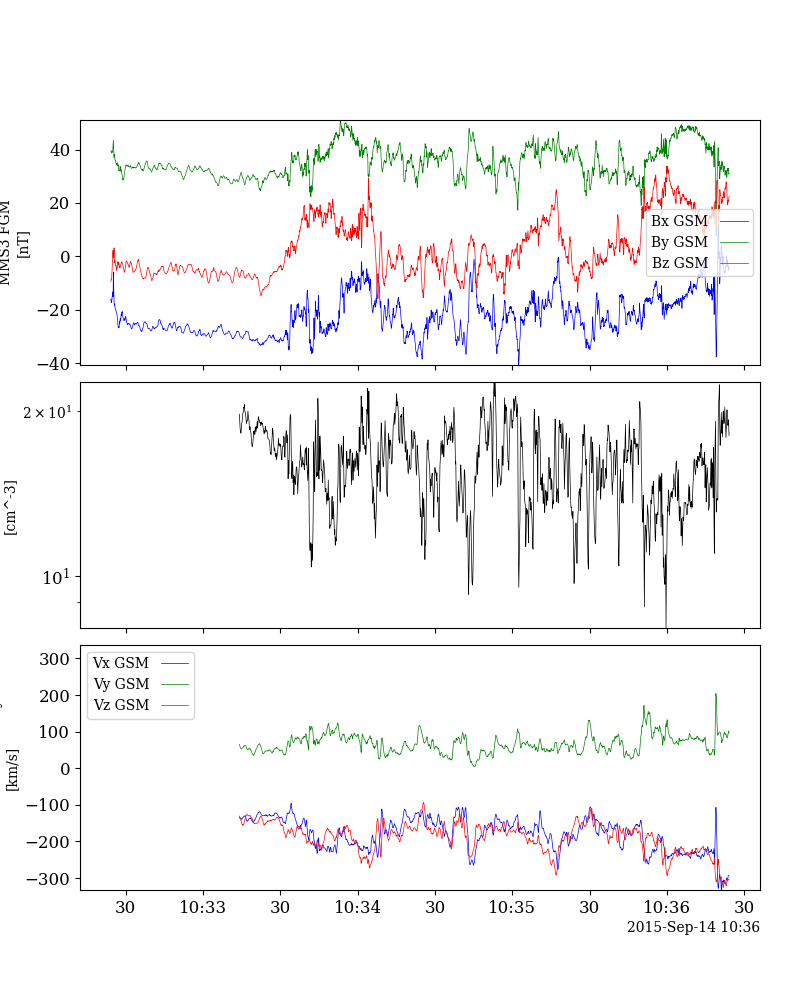 MMS3 FGM
[nT]
40
20
0
−20
−40
Bx GSM
By GSM
Bz GSM
[cm^-3]
2 × 10¹
10¹
[km/s]
300
200
100
0
−100
−200
−300
Vx GSM
Vy GSM
Vz GSM
30 10:33 30 10:34 30 10:35 30 10:36 30
2015-Sep-14 10:36